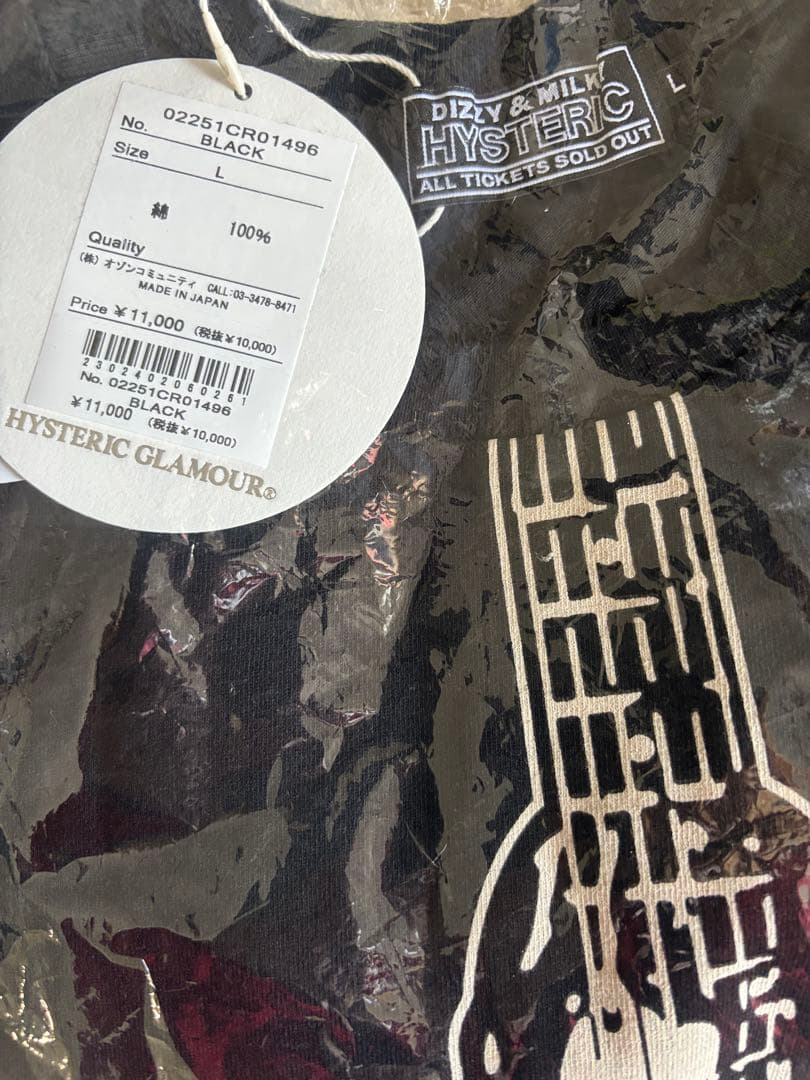 No. 02251CR01496
BLACK
Size L
綿 100%
Quality
(株) オゾンコミュニティ CALL:03-3478-8471
MADE IN JAPAN
Price ¥11,000 (税抜¥10,000)
2302402060261
No. 02251CR01496
BLACK
¥11,000 (税抜¥10,000)
HYSTERIC GLAMOUR®
DIZZY & MILKY
HYSTERIC
ALL TICKETS SOLD OUT
L